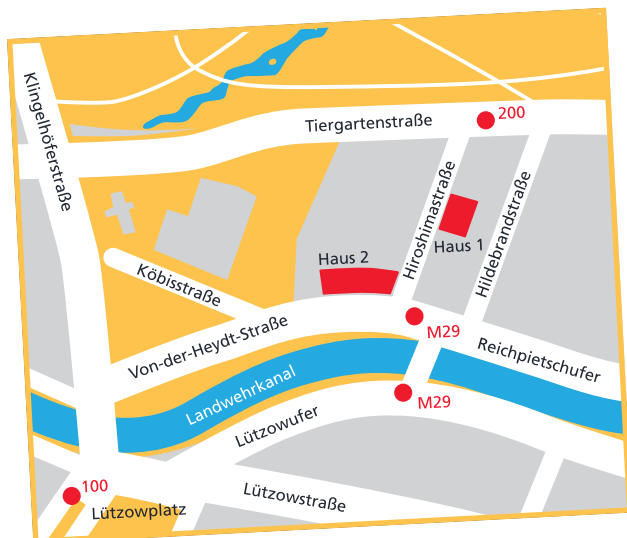 Klingelhöferstraße
Tiergartenstraße
200
Hiroshimastraße
Hildebrandstraße
Haus 1
Haus 2
Köbisstraße
Von-der-Heydt-Straße
M29
Reichpietschufer
Landwehrkanal
M29
Lützowufer
100
Lützowstraße
Lützowplatz